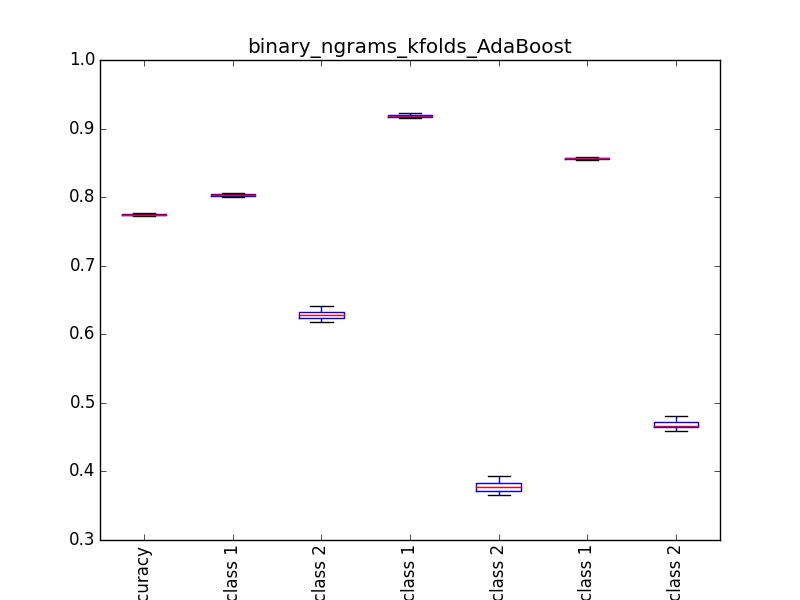 binary_ngrams_kfolds_AdaBoost
1.0
0.9
0.8
0.7
0.6
0.5
0.4
0.3
curacy
class 1
class 2
class 1
class 2
class 1
class 2